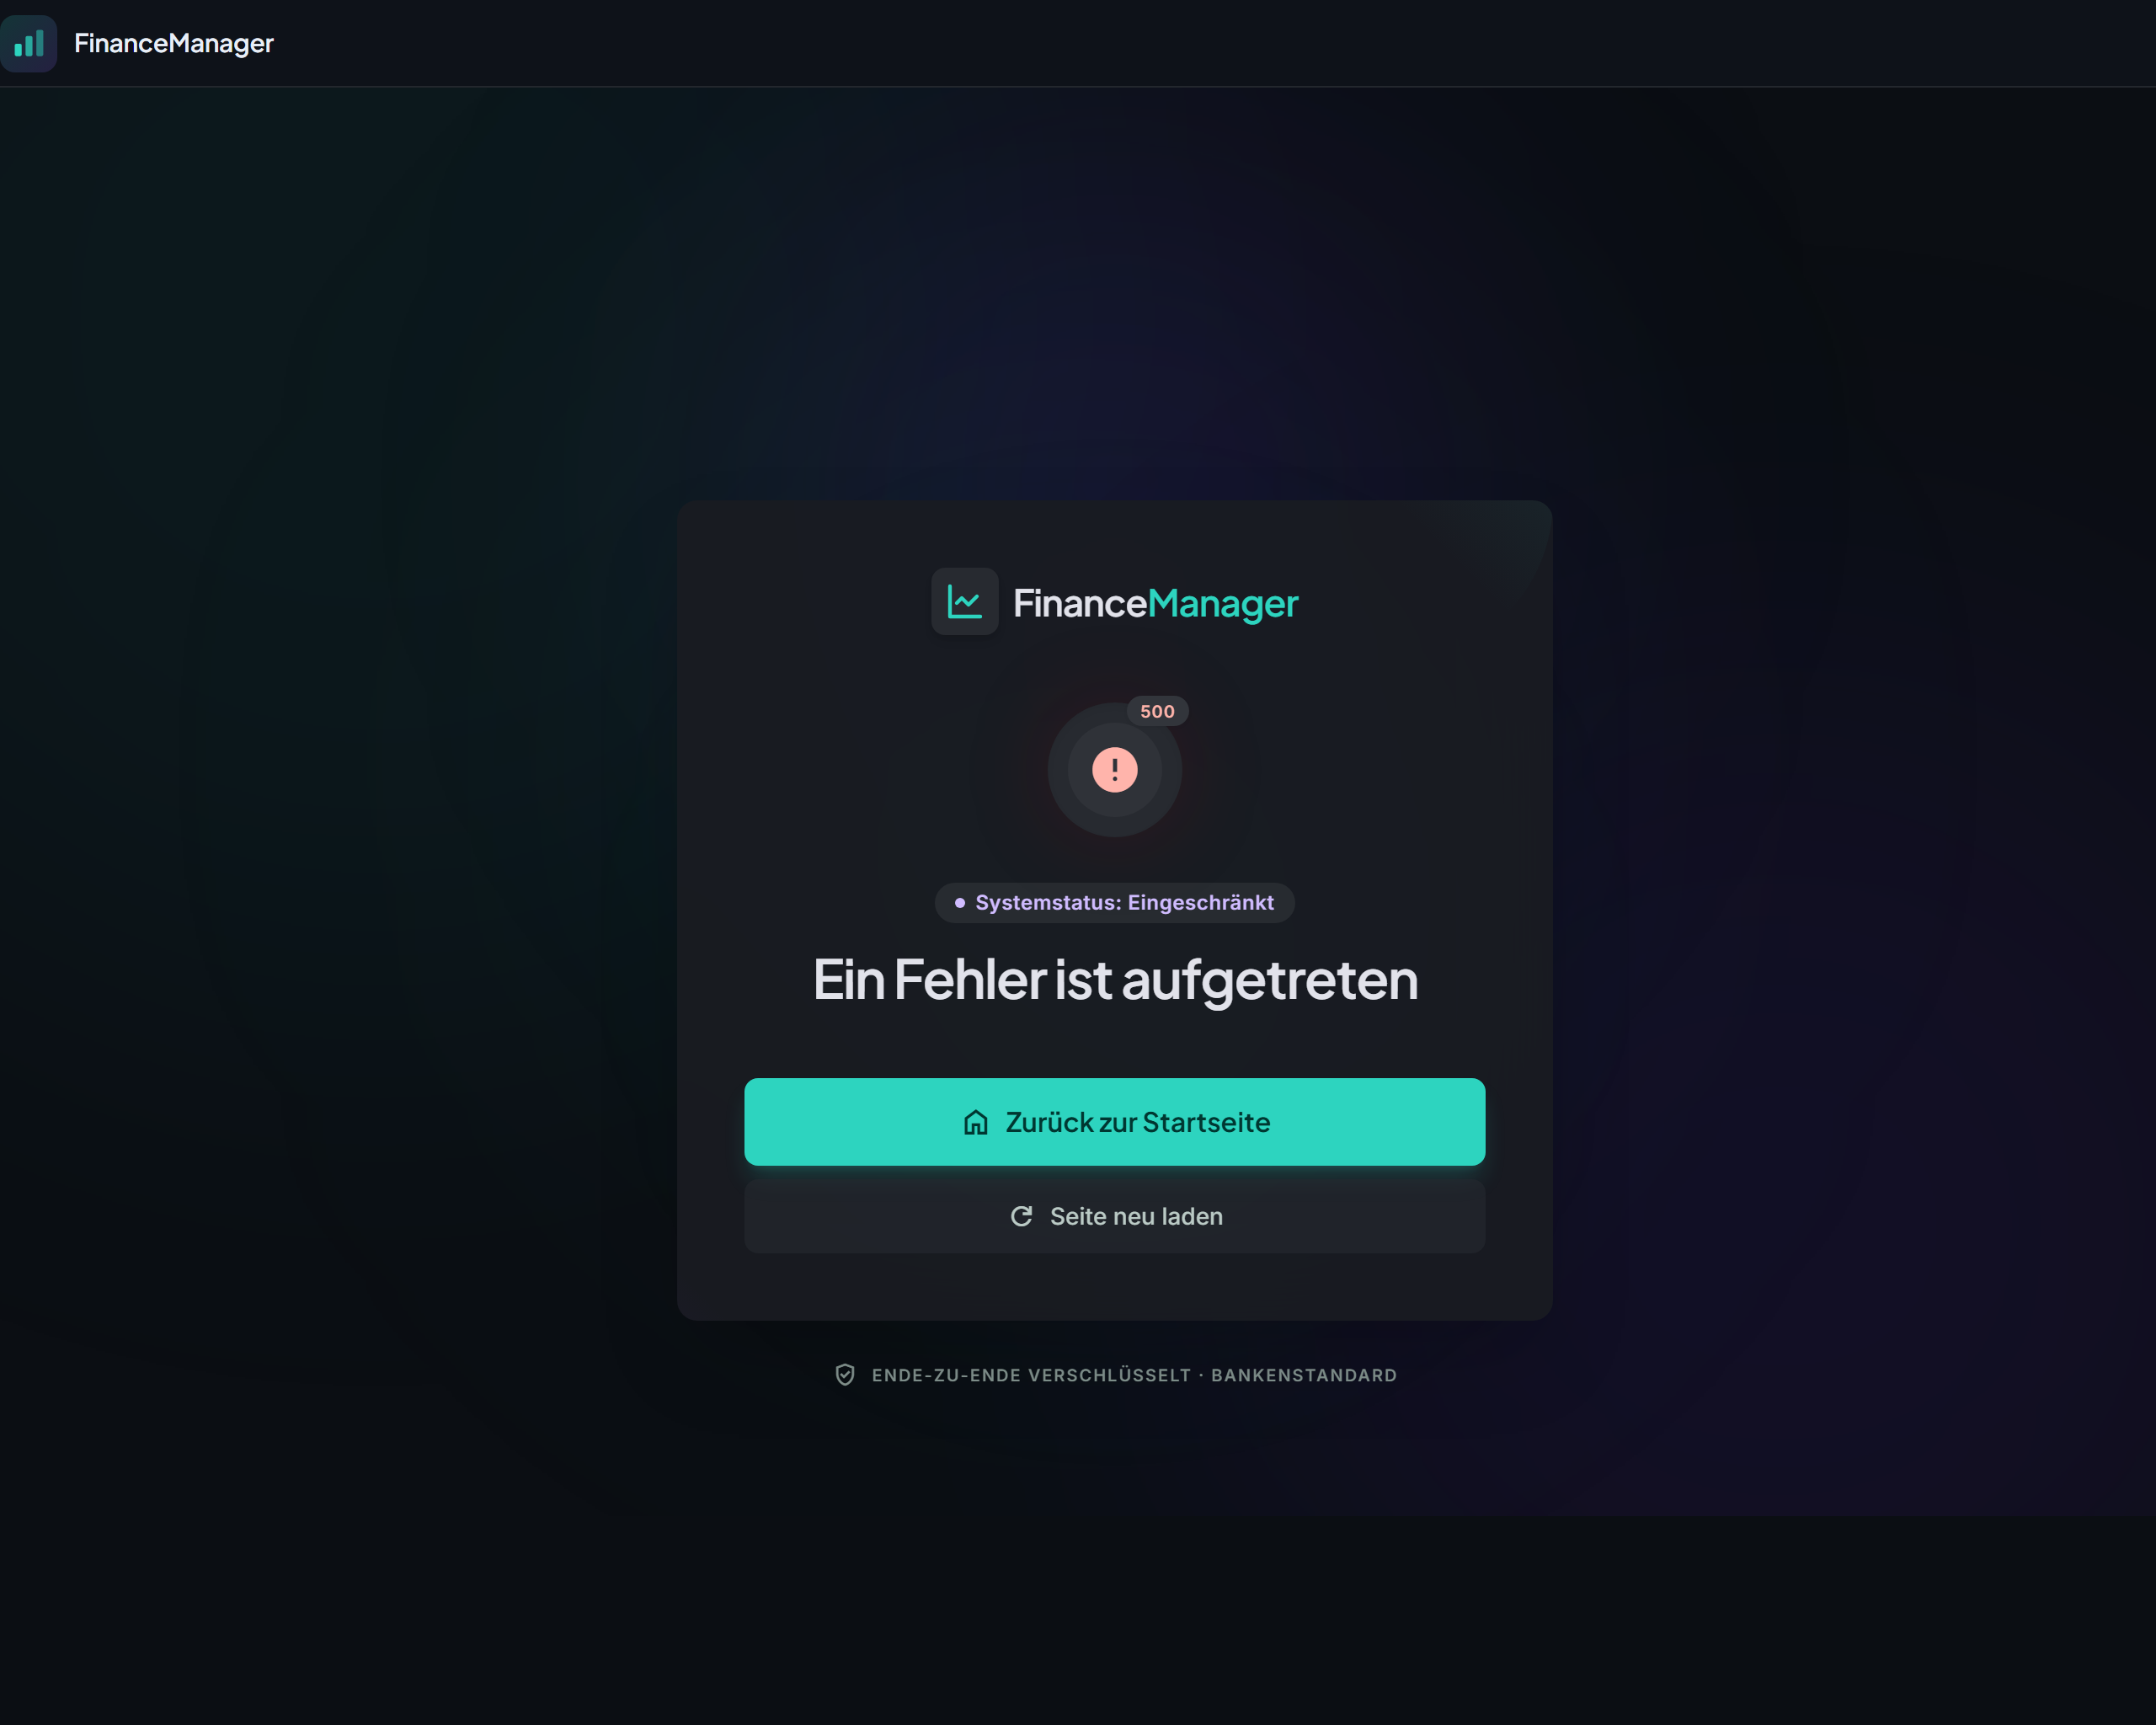 FinanceManager
FinanceManager
500
!
Systemstatus: Eingeschränkt
Ein Fehler ist aufgetreten
Zurück zur Startseite
Seite neu laden
ENDE-ZU-ENDE VERSCHLÜSSELT · BANKENSTANDARD